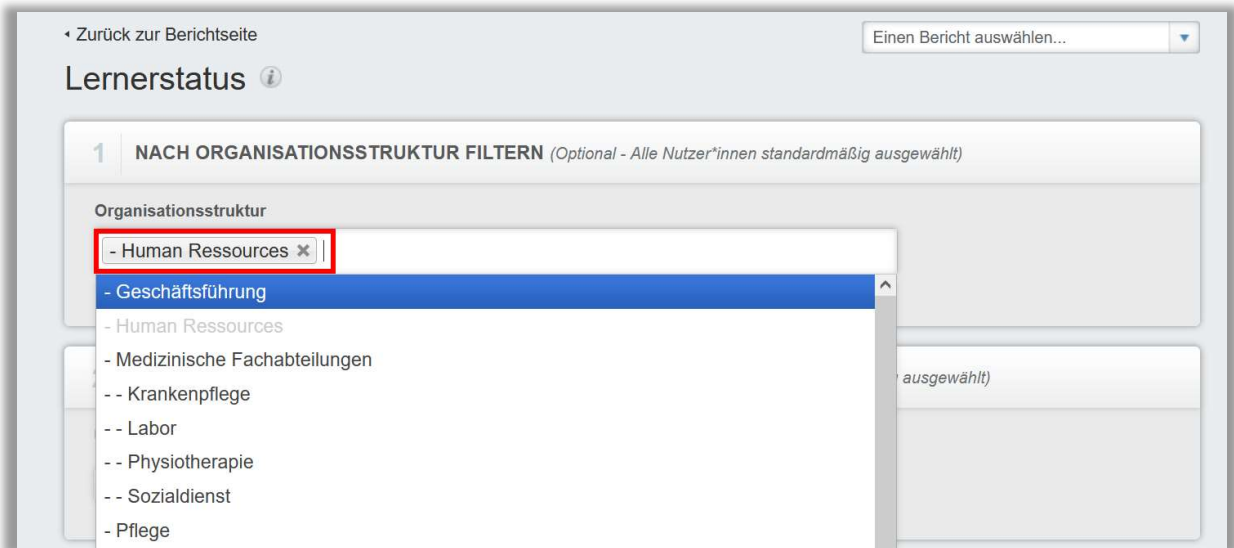 Zurück zur Berichtseite
Einen Bericht auswählen...
Lernerstatus i
1 NACH ORGANISATIONSSTRUKTUR FILTERN (Optional - Alle Nutzer*innen standardmäßig ausgewählt)
Organisationsstruktur
- Human Ressources
- Geschäftsführung
- Human Ressources
- Medizinische Fachabteilungen
ausgewählt)
- - Krankenpflege
- - Labor
- - Physiotherapie
- - Sozialdienst
- Pflege